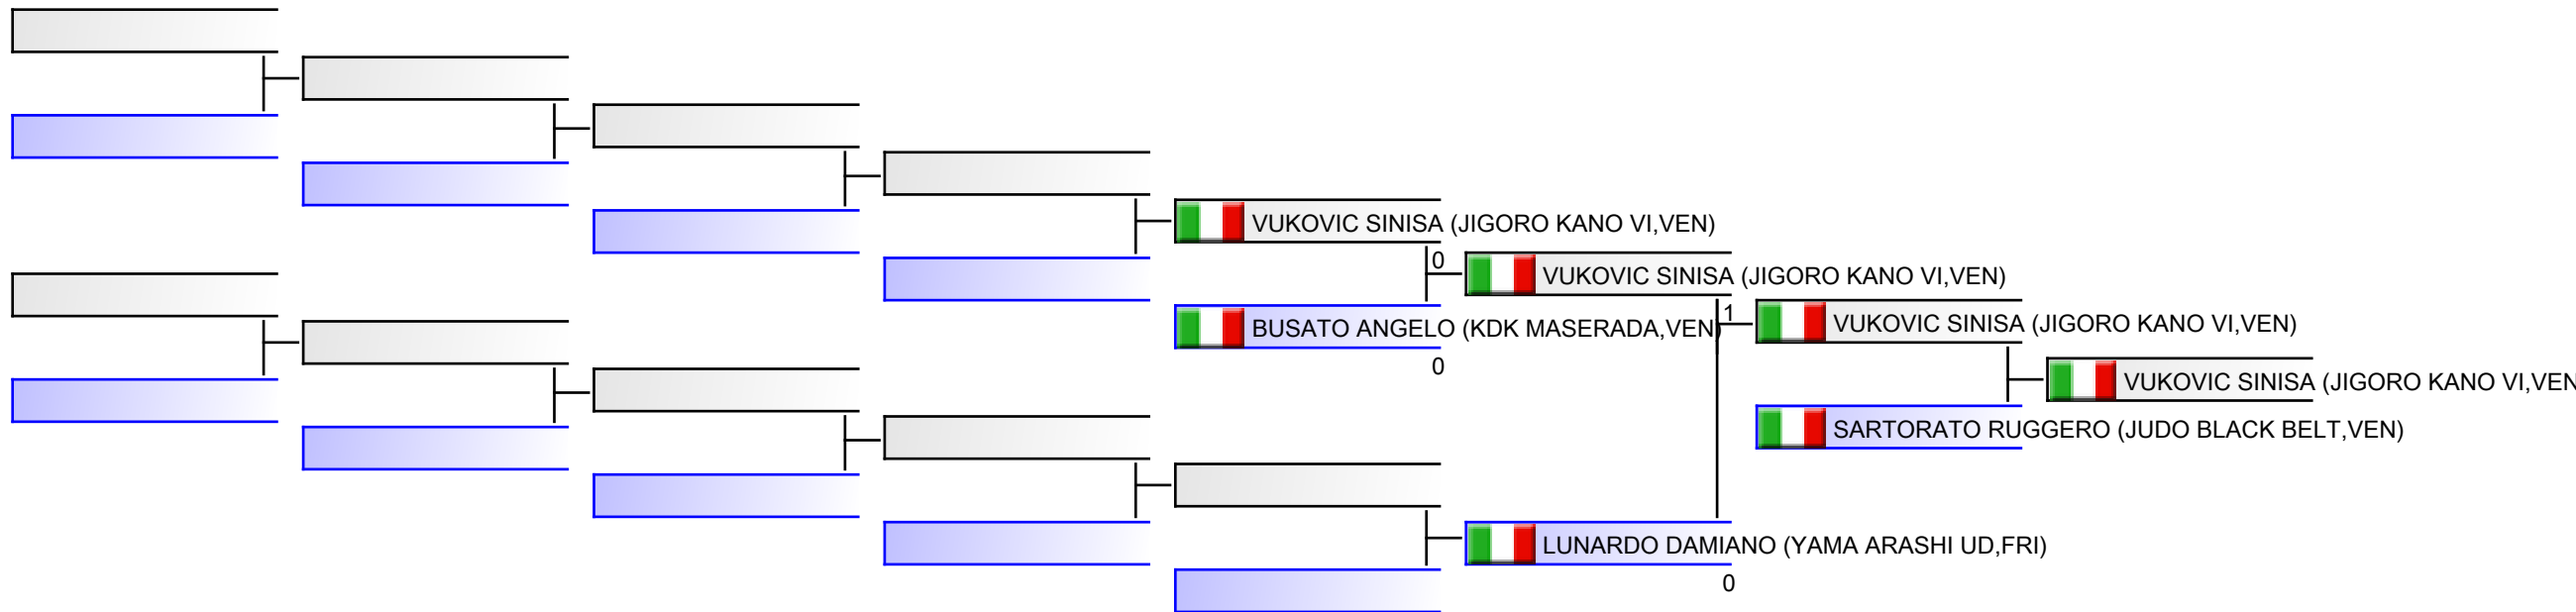 VUKOVIC SINISA (JIGORO KANO VI,VEN)
0
VUKOVIC SINISA (JIGORO KANO VI,VEN)
BUSATO ANGELO (KDK MASERADA,VEN)
0
1
VUKOVIC SINISA (JIGORO KANO VI,VEN)
VUKOVIC SINISA (JIGORO KANO VI,VEN
SARTORATO RUGGERO (JUDO BLACK BELT,VEN)
LUNARDO DAMIANO (YAMA ARASHI UD,FRI)
0